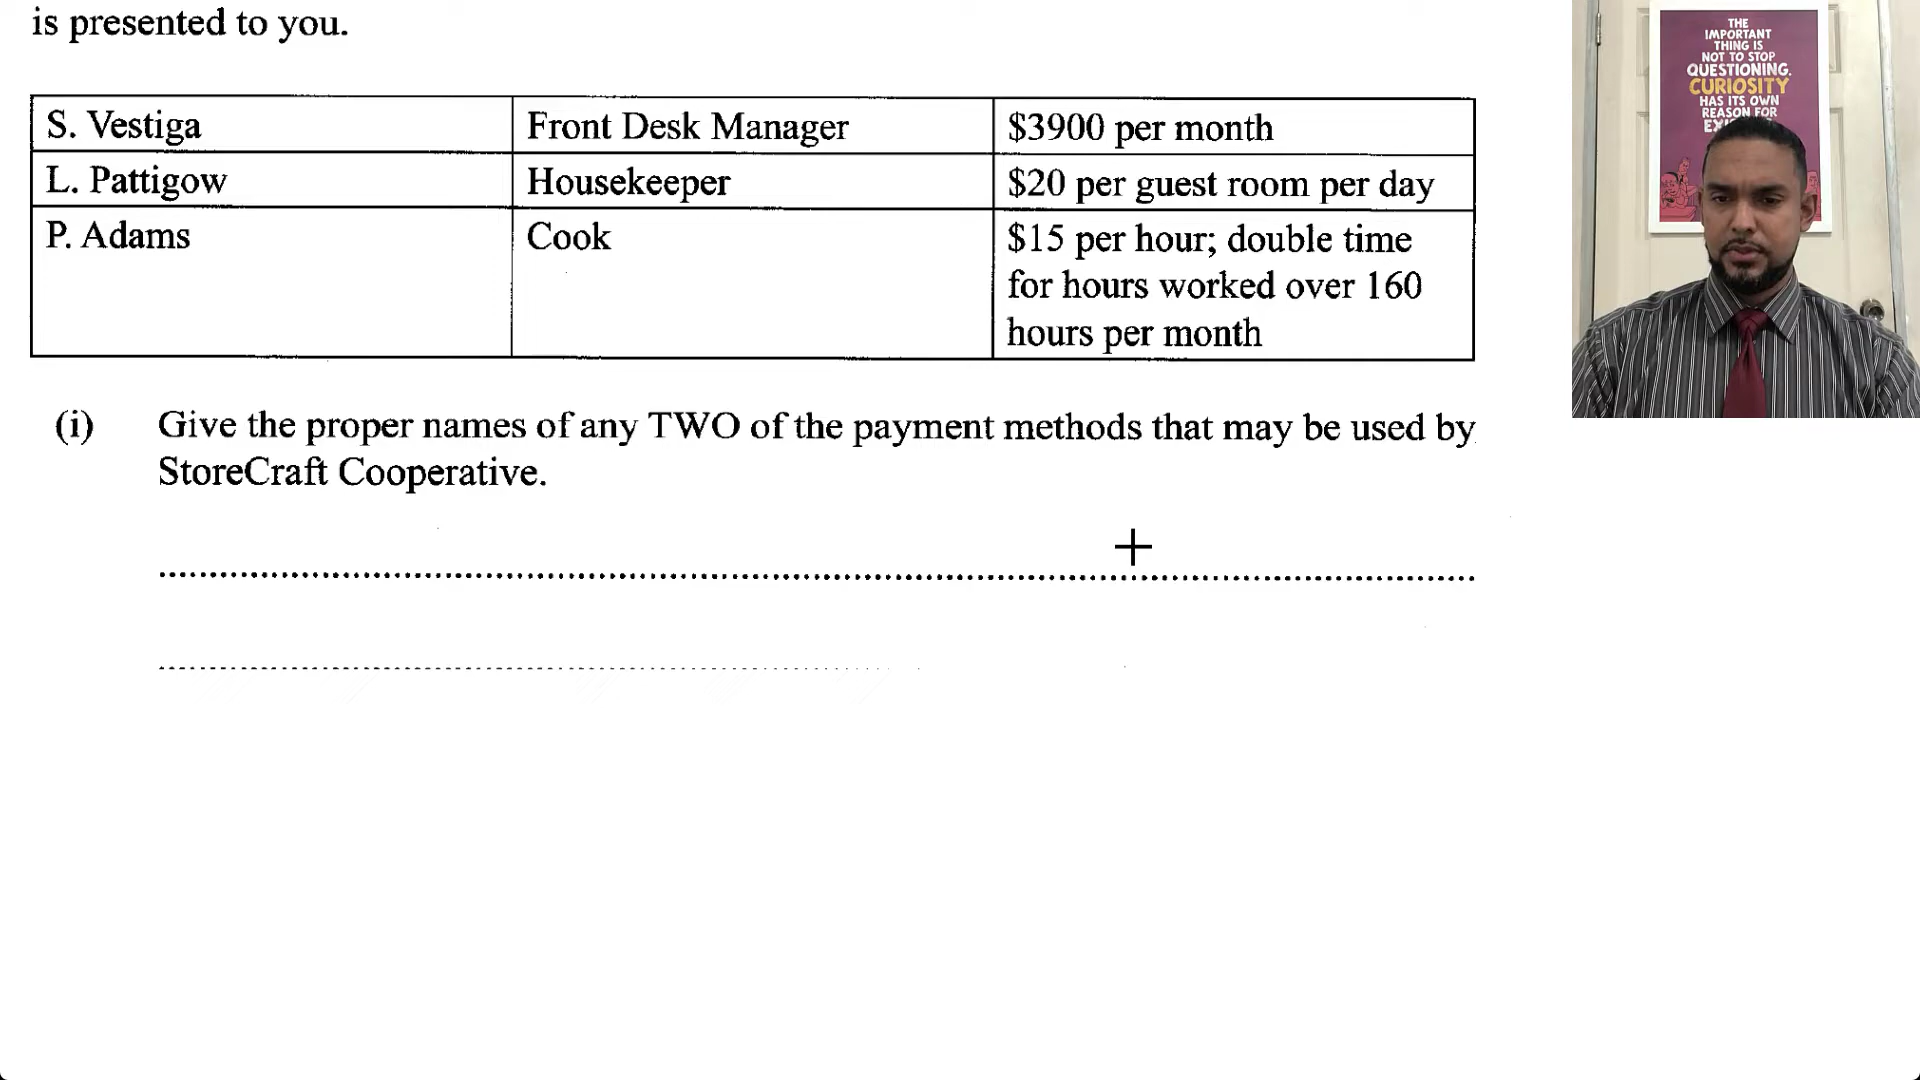 is presented to you.
S. Vestiga
Front Desk Manager
$3900 per month
L. Pattigow
Housekeeper
$20 per guest room per day
P. Adams
Cook
$15 per hour; double time
for hours worked over 160
hours per month
(i) Give the proper names of any TWO of the payment methods that may be used by
StoreCraft Cooperative.
THE
IMPORTANT
THING IS
NOT TO STOP
QUESTIONING.
CURIOSITY
HAS ITS OWN
REASON FOR